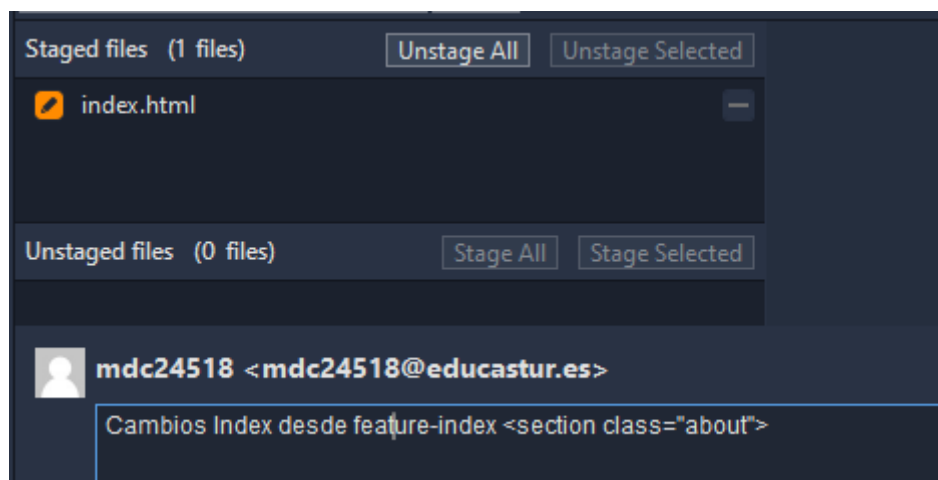 Staged files (1 files) Unstage All Unstage Selected
index.html
Unstaged files (0 files) Stage All Stage Selected
mdc24518 <mdc24518@educastur.es>
Cambios Index desde feature-index <section class="about">